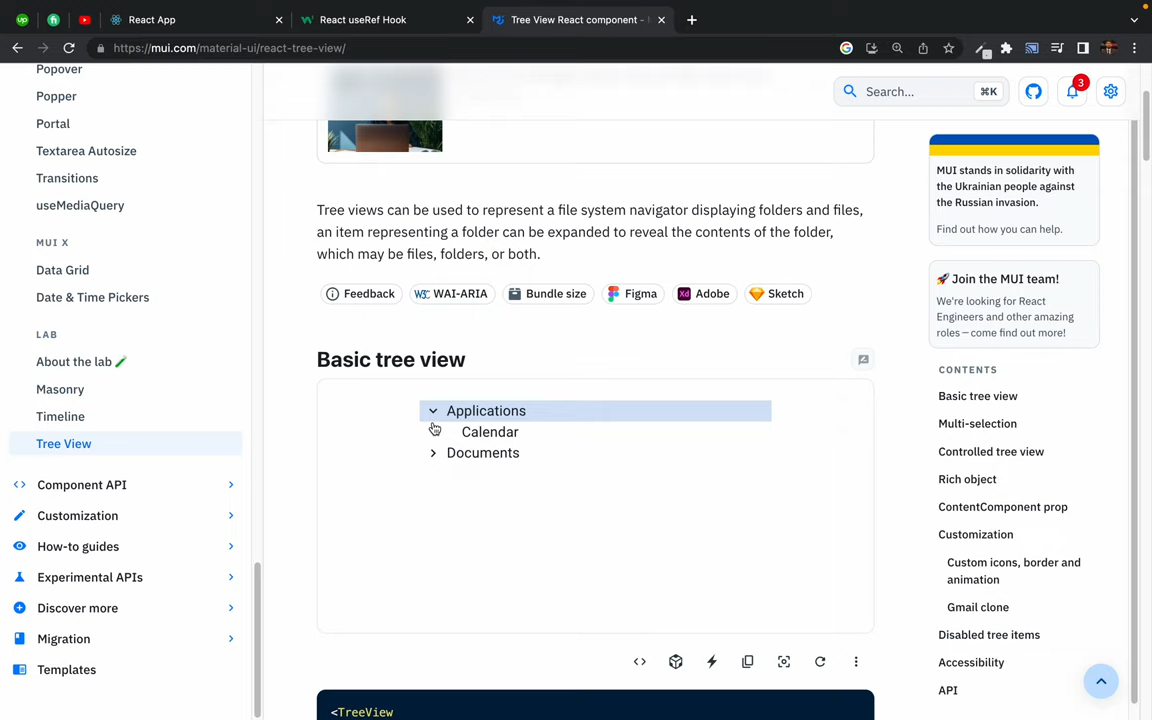 React App
React useRef Hook
Tree View React component -
https://mui.com/material-ui/react-tree-view/
Popover
Popper
Portal
Textarea Autosize
Transitions
useMediaQuery
MUI X
Data Grid
Date & Time Pickers
LAB
About the lab
Masonry
Timeline
Tree View
Component API
Customization
How-to guides
Experimental APIs
Discover more
Migration
Templates
Search...
⌘K
3
Tree views can be used to represent a file system navigator displaying folders and files,
an item representing a folder can be expanded to reveal the contents of the folder,
which may be files, folders, or both.
Feedback
W3C WAI-ARIA
Bundle size
Figma
Xd Adobe
Sketch
Basic tree view
Applications
Calendar
Documents
<TreeView
MUI stands in solidarity with
the Ukrainian people against
the Russian invasion.
Find out how you can help.
🚀 Join the MUI team!
We're looking for React
Engineers and other amazing
roles — come find out more!
CONTENTS
Basic tree view
Multi-selection
Controlled tree view
Rich object
ContentComponent prop
Customization
Custom icons, border and
animation
Gmail clone
Disabled tree items
Accessibility
API